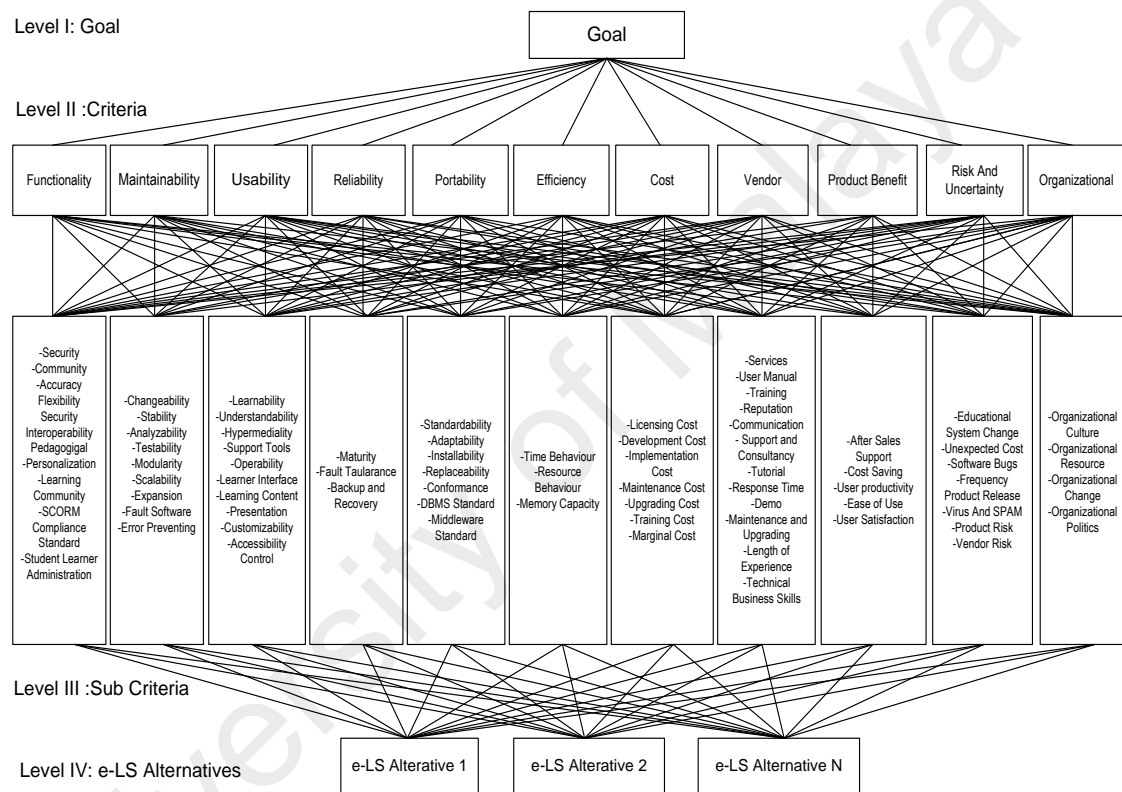 Level I: Goal
Goal
Level II :Criteria
Functionality
Maintainability
Usability
Reliability
Portability
Efficiency
Cost
Vendor
Product Benefit
Risk And
Uncertainty
Organizational
-Security
-Community
-Accuracy
Flexibility
Security
Interoperability
Pedagogigal
-Personalization
-Learning
Community
-SCORM
Compliance
Standard
-Student Learner
Administration
-Changeability
-Stability
-Analyzability
-Testability
-Modularity
-Scalability
-Expansion
-Fault Software
-Error Preventing
-Learnability
-Understandability
-Hypermediality
-Support Tools
-Operability
-Learner Interface
-Learning Content
-Presentation
-Customizability
-Accessibility
Control
-Maturity
-Fault Taularance
-Backup and
Recovery
-Standardability
-Adaptability
-Installability
-Replaceability
-Conformance
-DBMS Standard
-Middleware
Standard
-Time Behaviour
-Resource
Behaviour
-Memory Capacity
-Licensing Cost
-Development Cost
-Implementation
Cost
-Maintenance Cost
-Upgrading Cost
-Training Cost
-Marginal Cost
-Services
-User Manual
-Training
-Reputation
-Communication
- Support and
Consultancy
-Tutorial
-Response Time
-Demo
-Maintenance and
Upgrading
-Length of
Experience
-Technical
Business Skills
-After Sales
Support
-Cost Saving
-User productivity
-Ease of Use
-User Satisfaction
-Educational
System Change
-Unexpected Cost
-Software Bugs
-Frequency
Product Release
-Virus And SPAM
-Product Risk
-Vendor Risk
-Organizational
Culture
-Organizational
Resource
-Organizational
Change
-Organizational
Politics
Level III :Sub Criteria
Level IV: e-LS Alternatives
e-LS Alterative 1
e-LS Alterative 2
e-LS Alternative N
University of Malaya